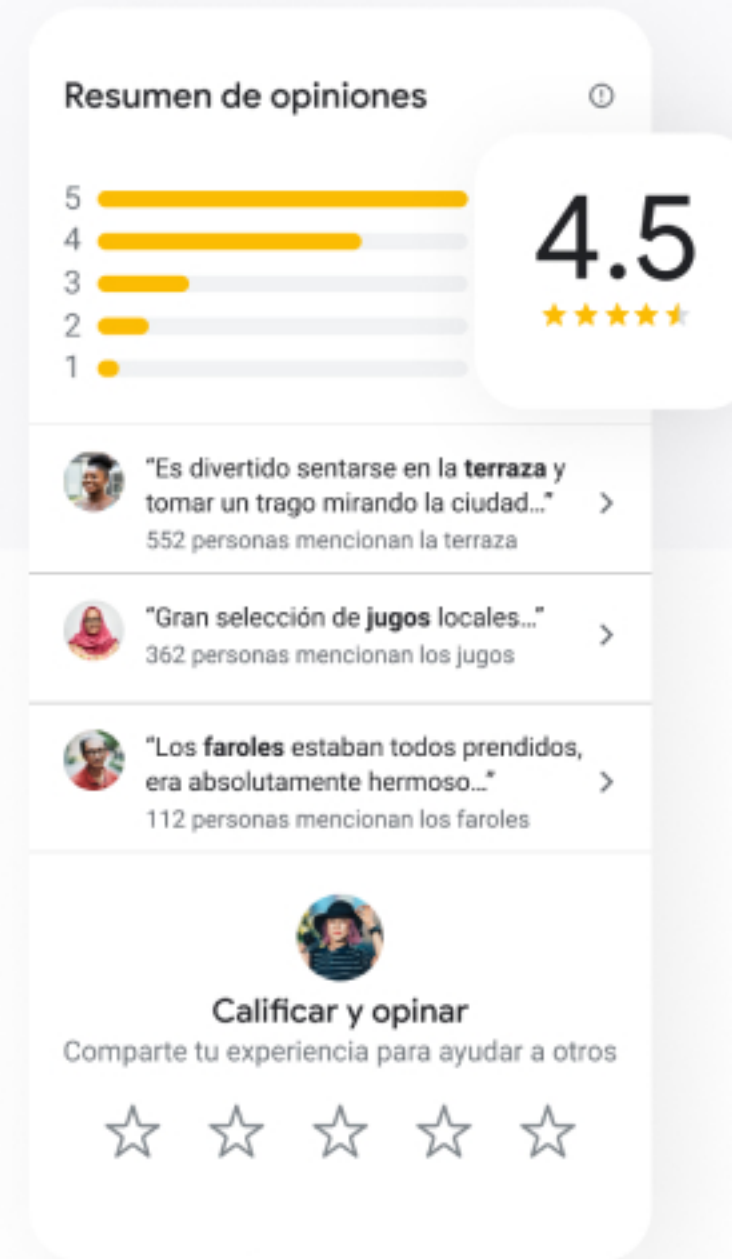 Resumen de opiniones
5
4
3
2
1
4.5
“Es divertido sentarse en la terraza y
tomar un trago mirando la ciudad...”
552 personas mencionan la terraza
“Gran selección de jugos locales...”
362 personas mencionan los jugos
“Los faroles estaban todos prendidos,
era absolutamente hermoso...”
112 personas mencionan los faroles
Calificar y opinar
Comparte tu experiencia para ayudar a otros